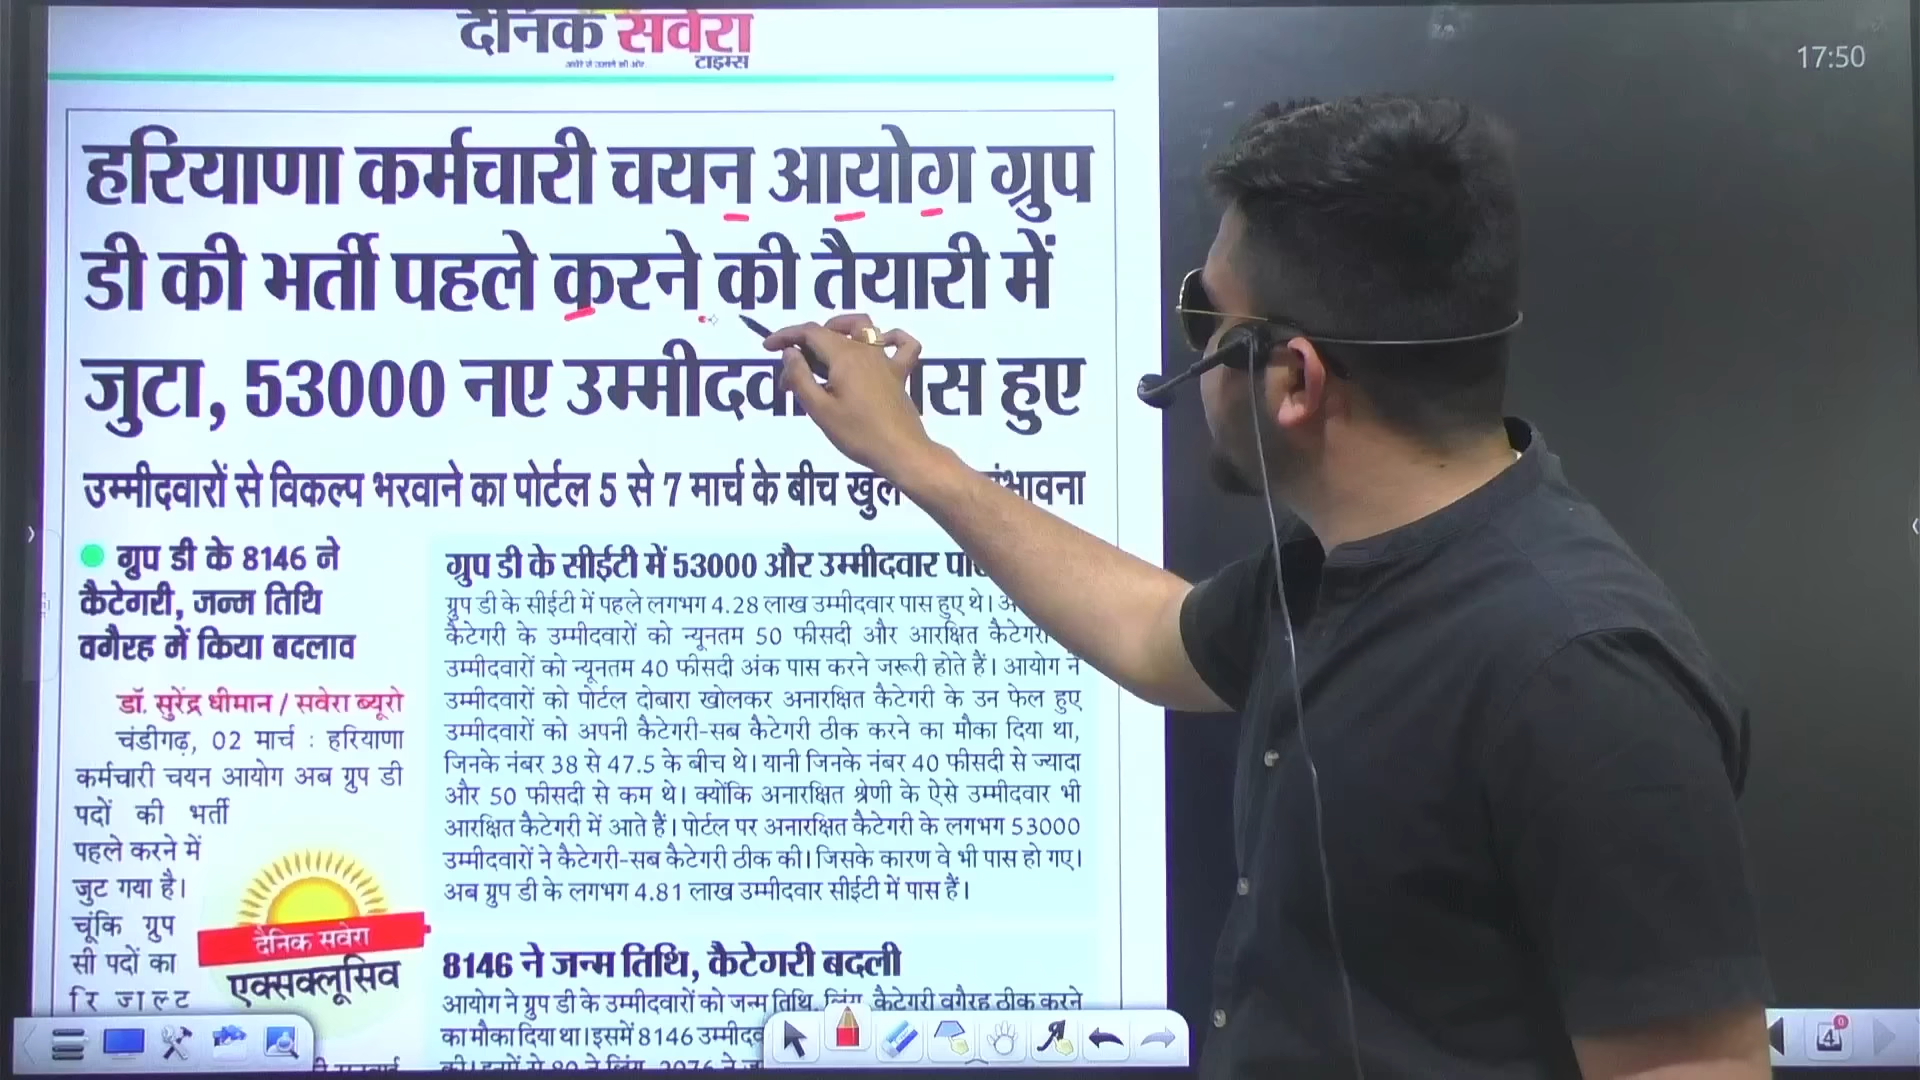 दैनिक सवेरा
टाइम्स
17:50
हरियाणा कर्मचारी चयन आयोग ग्रुप
डी की भर्ती पहले करने की तैयारी में
जुटा, 53000 नए उम्मीदवार पास हुए
उम्मीदवारों से विकल्प भरवाने का पोर्टल 5 से 7 मार्च के बीच खुल संभावना
ग्रुप डी के 8146 ने
कैटेगरी, जन्म तिथि
वगैरह में किया बदलाव
डॉ. सुरेंद्र धीमान / सवेरा ब्यूरो
चंडीगढ़, 02 मार्च : हरियाणा
कर्मचारी चयन आयोग अब ग्रुप डी
पदों की भर्ती
पहले करने में
जुट गया है।
चूंकि ग्रुप
सी पदों का
रिजल्ट
दैनिक सवेरा
एक्सक्लूसिव
ग्रुप डी के सीईटी में 53000 और उम्मीदवार
ग्रुप डी के सीईटी में पहले लगभग 4.28 लाख उम्मीदवार पास हुए थे।
कैटेगरी के उम्मीदवारों को न्यूनतम 50 फीसदी और आरक्षित कैटेगरी
उम्मीदवारों को न्यूनतम 40 फीसदी अंक पास करने जरूरी होते हैं। आयोग ने
उम्मीदवारों को पोर्टल दोबारा खोलकर अनारक्षित कैटेगरी के उन फेल हुए
उम्मीदवारों को अपनी कैटेगरी-सब कैटेगरी ठीक करने का मौका दिया था,
जिनके नंबर 38 से 47.5 के बीच थे। यानी जिनके नंबर 40 फीसदी से ज्यादा
और 50 फीसदी से कम थे। क्योंकि अनारक्षित श्रेणी के ऐसे उम्मीदवार भी
आरक्षित कैटेगरी में आते हैं। पोर्टल पर अनारक्षित कैटेगरी के लगभग 53000
उम्मीदवारों ने कैटेगरी-सब कैटेगरी ठीक की। जिसके कारण वे भी पास हो गए।
अब ग्रुप डी के लगभग 4.81 लाख उम्मीदवार सीईटी में पास हैं।
8146 ने जन्म तिथि, कैटेगरी बदली
आयोग ने ग्रुप डी के उम्मीदवारों को जन्म तिथि, लिंग, कैटेगरी वगैरह ठीक करने
का मौका दिया था। इसमें 8146
4
0